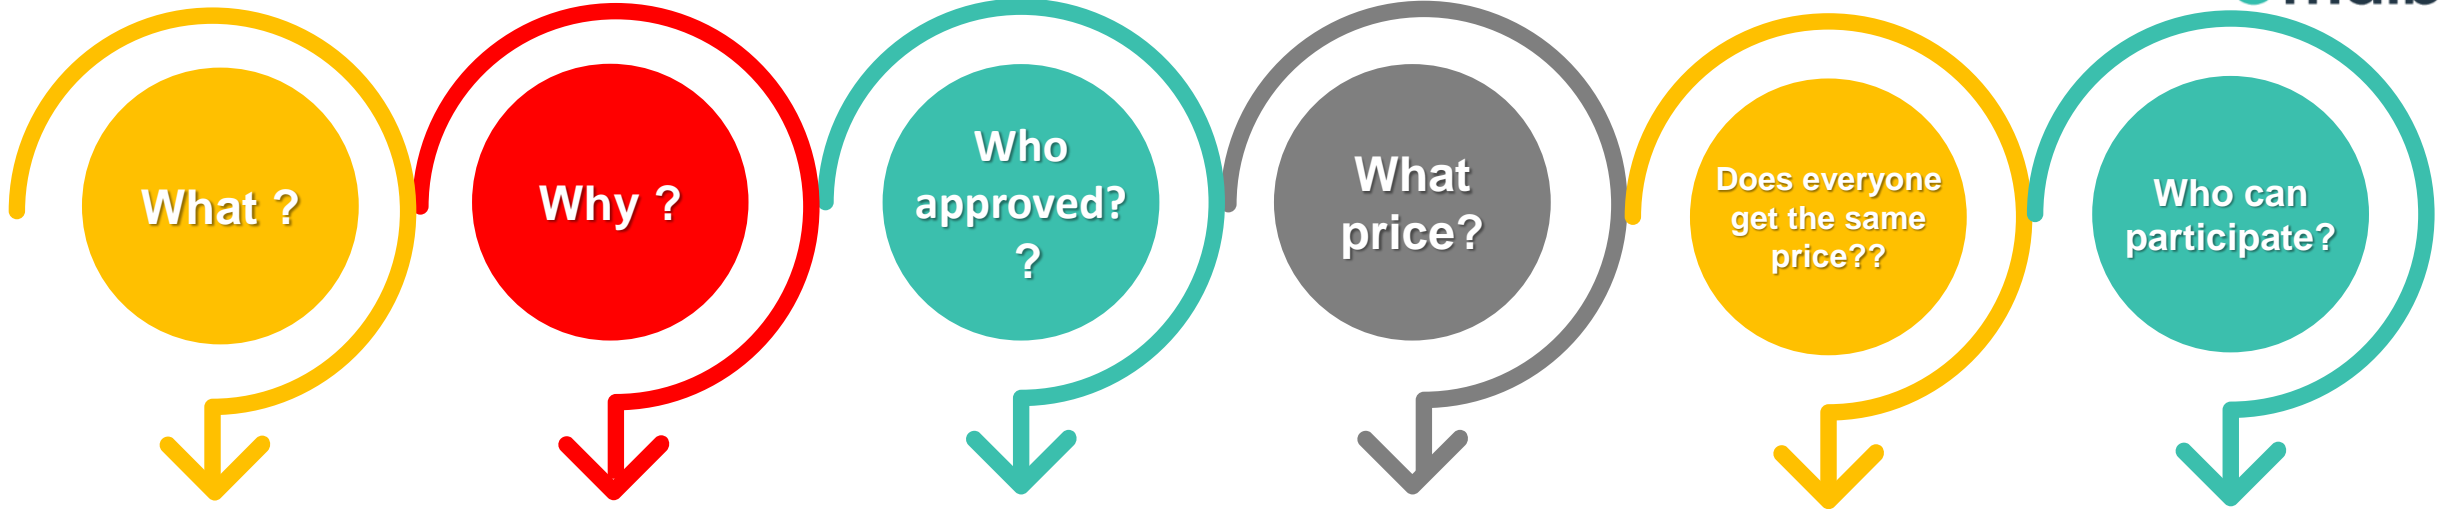 What ?
Why ?
Who
approved?
?
What
price?
Does everyone
get the same
price??
Who can
participate?